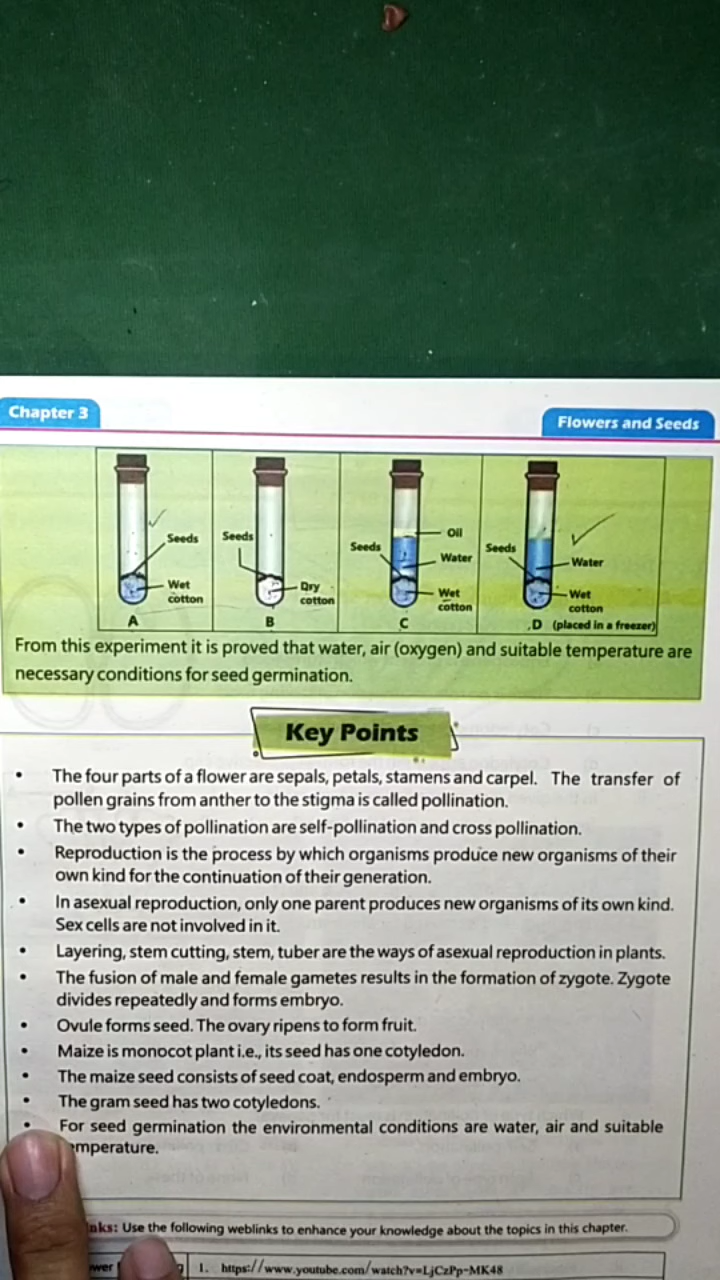 Chapter 3
Flowers and Seeds
Seeds
Wet
cotton
A
Seeds
Dry
cotton
B
Seeds
Oil
Water
Wet
cotton
C
Seeds
Water
Wet
cotton
D (placed in a freezer)
From this experiment it is proved that water, air (oxygen) and suitable temperature are
necessary conditions for seed germination.
Key Points
• The four parts of a flower are sepals, petals, stamens and carpel. The transfer of
pollen grains from anther to the stigma is called pollination.
• The two types of pollination are self-pollination and cross pollination.
• Reproduction is the process by which organisms produce new organisms of their
own kind for the continuation of their generation.
• In asexual reproduction, only one parent produces new organisms of its own kind.
Sex cells are not involved in it.
• Layering, stem cutting, stem, tuber are the ways of asexual reproduction in plants.
• The fusion of male and female gametes results in the formation of zygote. Zygote
divides repeatedly and forms embryo.
• Ovule forms seed. The ovary ripens to form fruit.
• Maize is monocot plant i.e., its seed has one cotyledon.
• The maize seed consists of seed coat, endosperm and embryo.
• The gram seed has two cotyledons.
• For seed germination the environmental conditions are water, air and suitable
mperature.
nks: Use the following weblinks to enhance your knowledge about the topics in this chapter.
wer
1. https://www.youtube.com/watch?v=LjCzPp-MK48